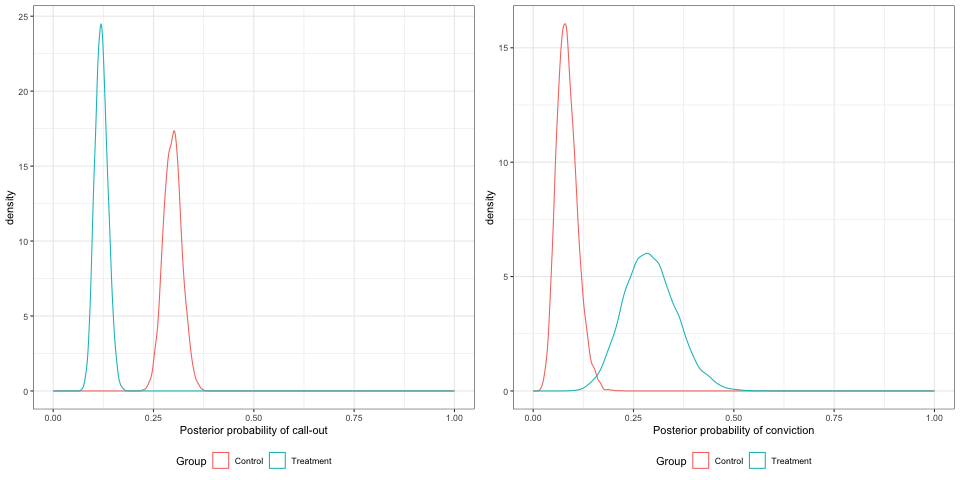 25
20
15
10
5
0
density
0.00 0.25 0.50 0.75 1.00
Posterior probability of call-out
Group Control Treatment
15
10
5
0
density
0.00 0.25 0.50 0.75 1.00
Posterior probability of conviction
Group Control Treatment